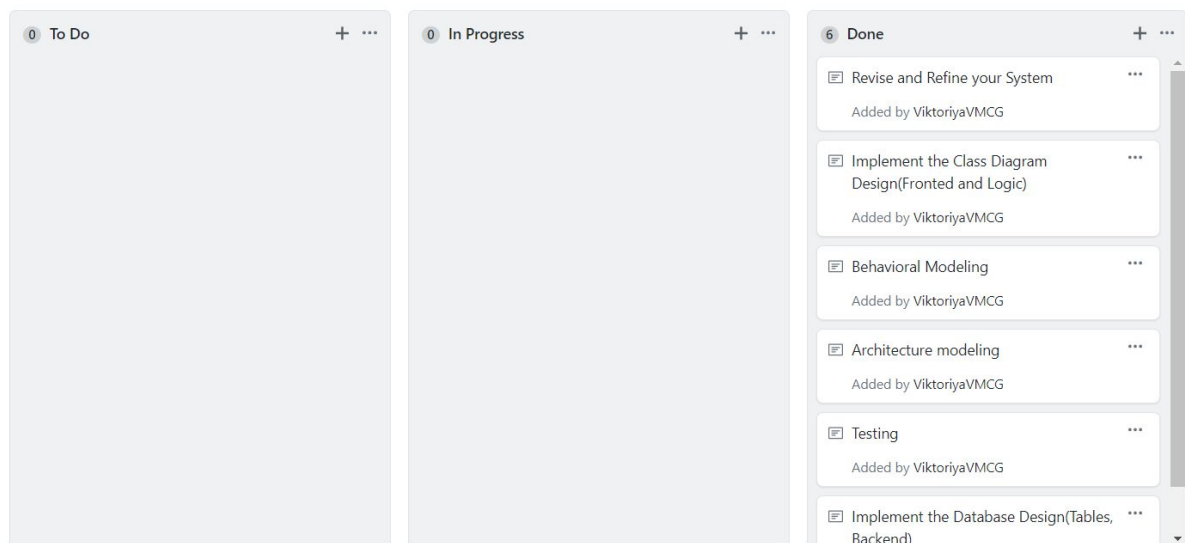 0 To Do
0 In Progress
6 Done
Revise and Refine your System
Added by ViktoriyaVMCG
Implement the Class Diagram
Design(Fronted and Logic)
Added by ViktoriyaVMCG
Behavioral Modeling
Added by ViktoriyaVMCG
Architecture modeling
Added by ViktoriyaVMCG
Testing
Added by ViktoriyaVMCG
Implement the Database Design(Tables,
Backend)